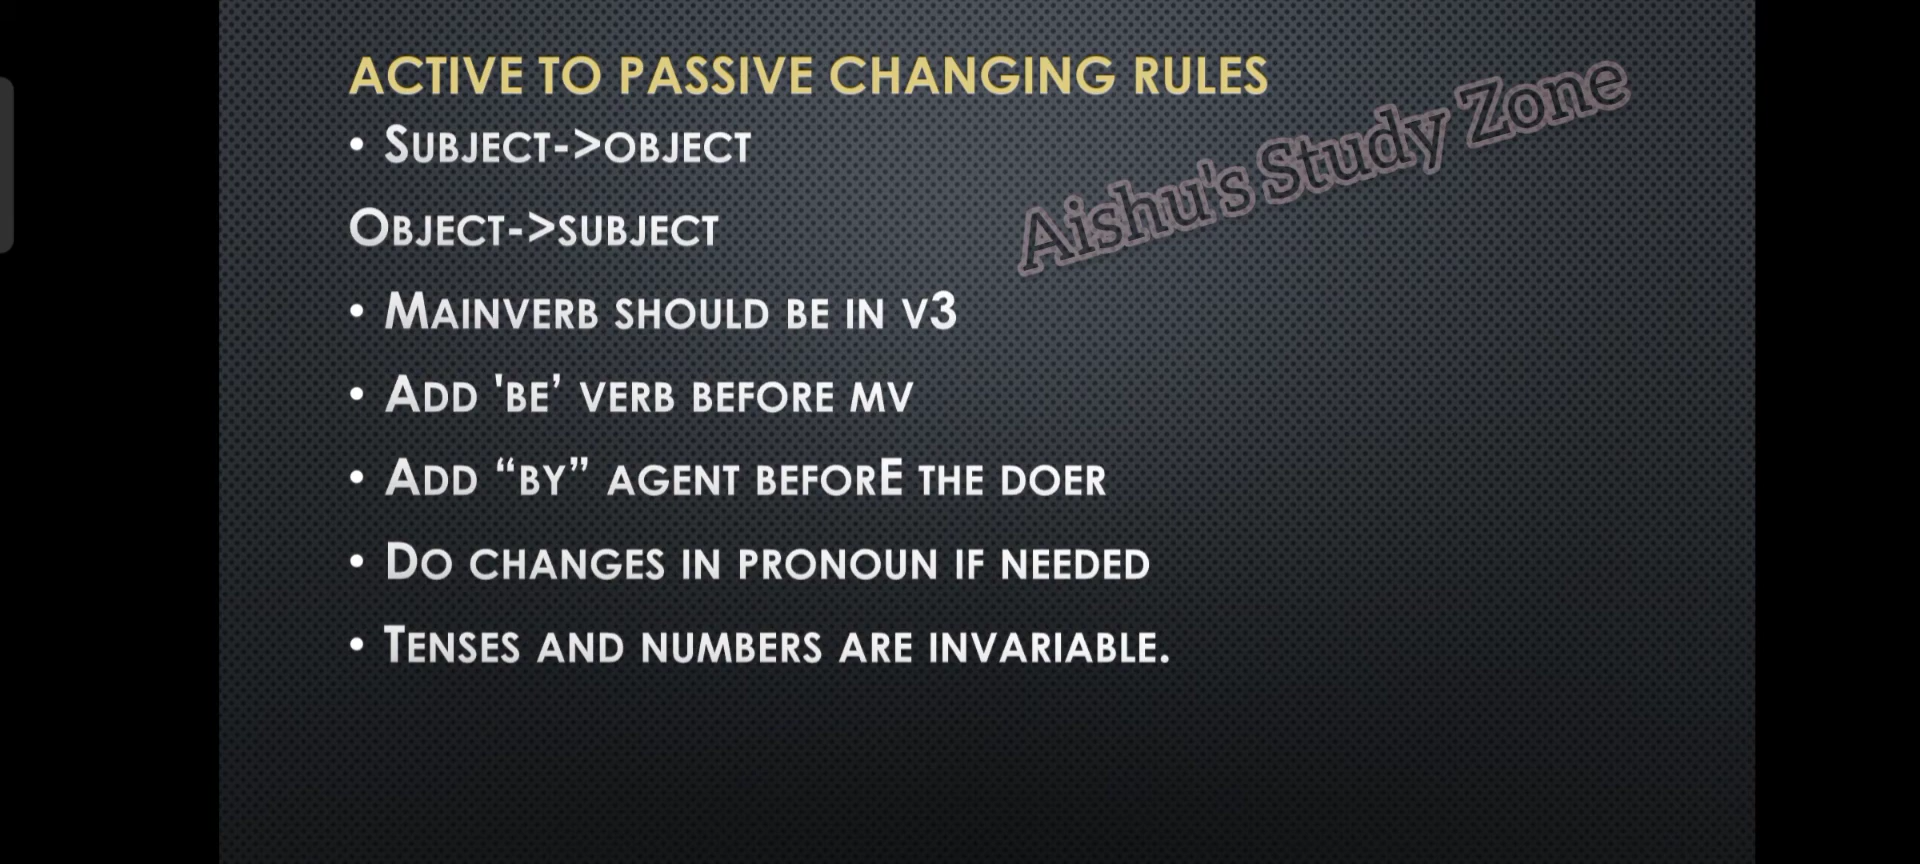 ACTIVE TO PASSIVE CHANGING RULES
Aishu's Study Zone
• SUBJECT->OBJECT
OBJECT->SUBJECT
• MAINVERB SHOULD BE IN V3
• ADD 'BE’ VERB BEFORE MV
• ADD “BY” AGENT BEFORE THE DOER
• DO CHANGES IN PRONOUN IF NEEDED
• TENSES AND NUMBERS ARE INVARIABLE.